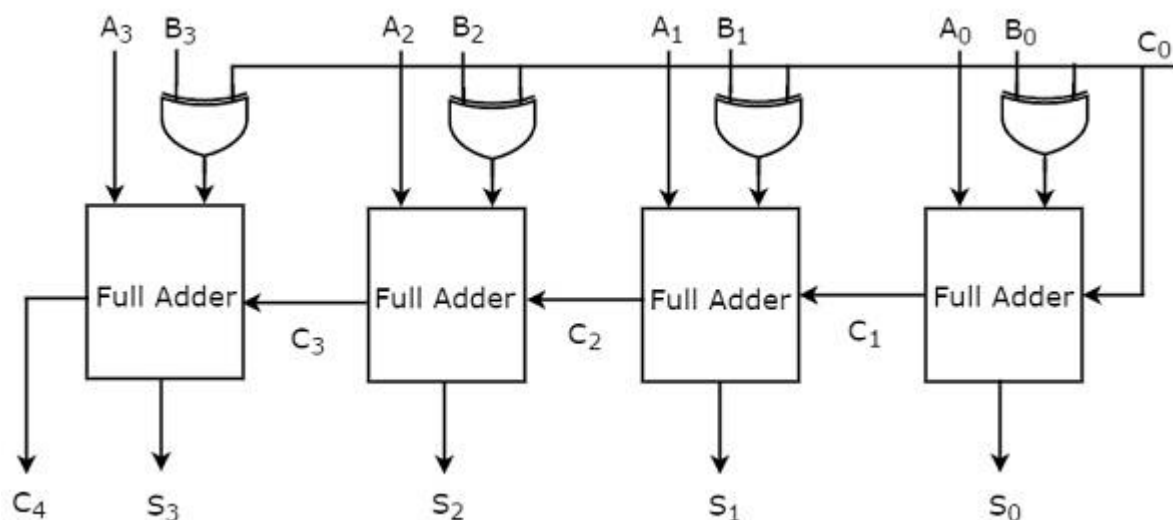 A₃ B₃ A₂ B₂ A₁ B₁ A₀ B₀ C₀
Full Adder Full Adder Full Adder Full Adder
C₃ C₂ C₁
C₄ S₃ S₂ S₁ S₀